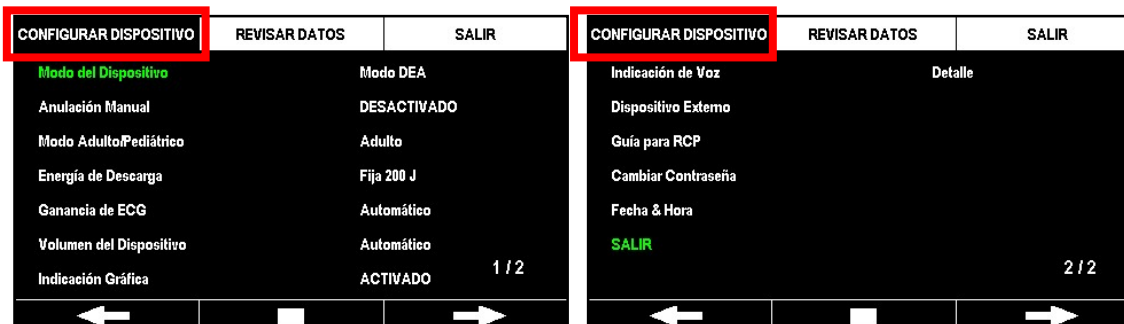 CONFIGURAR DISPOSITIVO REVISAR DATOS SALIR
Modo del Dispositivo Modo DEA
Anulación Manual DESACTIVADO
Modo Adulto/Pediátrico Adulto
Energía de Descarga Fija 200 J
Ganancia de ECG Automático
Volumen del Dispositivo Automático
Indicación Gráfica ACTIVADO
1/2
CONFIGURAR DISPOSITIVO REVISAR DATOS SALIR
Indicación de Voz Detalle
Dispositivo Externo
Guía para RCP
Cambiar Contraseña
Fecha & Hora
SALIR
2/2